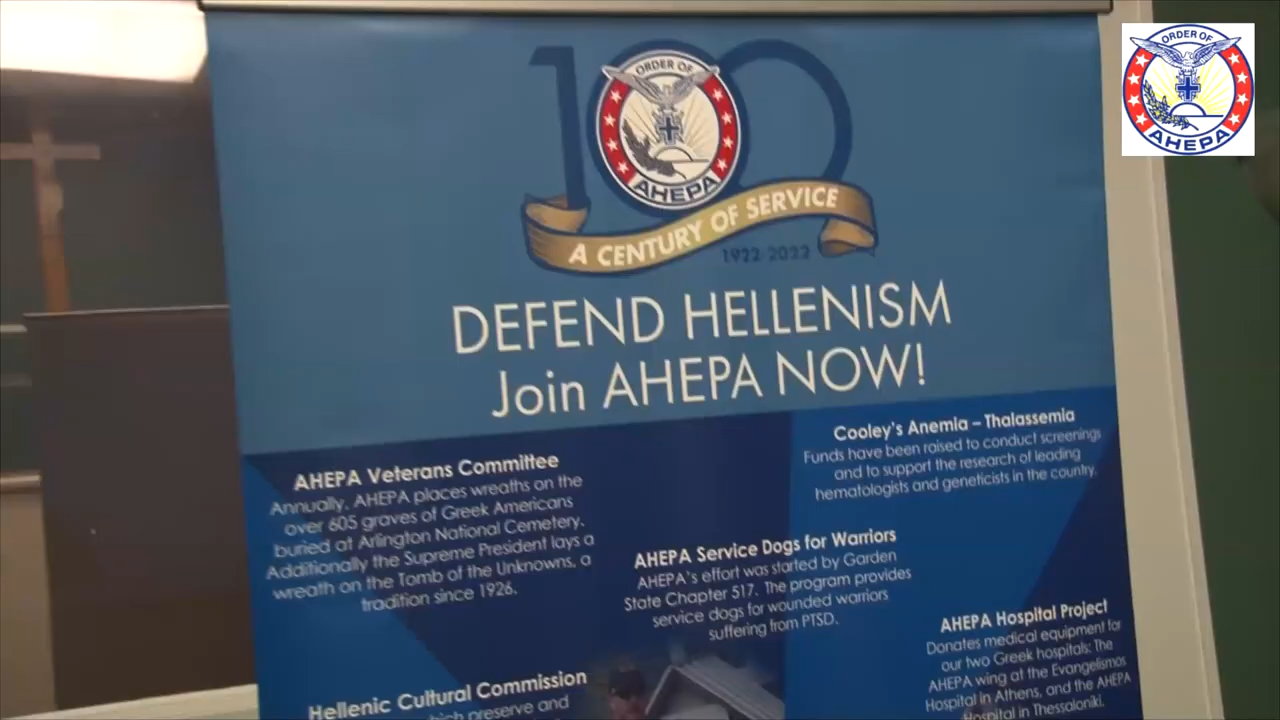 ORDER OF
AHEPA
100
ORDER OF
AHEPA
A CENTURY OF SERVICE
1922 2022
DEFEND HELLENISM
Join AHEPA NOW!
AHEPA Veterans Committee
Annually, AHEPA places wreaths on the
over 605 graves of Greek Americans
buried at Arlington National Cemetery.
Additionally the Supreme President lays a
wreath on the Tomb of the Unknowns, a
tradition since 1926.
Cooley's Anemia – Thalassemia
Funds have been raised to conduct screenings
and to support the research of leading
hematologists and geneticists in the country.
AHEPA Service Dogs for Warriors
AHEPA's effort was started by Garden
State Chapter 517. The program provides
service dogs for wounded warriors
suffering from PTSD.
AHEPA Hospital Project
Donates medical equipment for
our two Greek hospitals: The
AHEPA wing at the Evangelismos
Hospital in Athens, and the AHEPA
Hospital in Thessaloniki.
Hellenic Cultural Commission
which preserve and